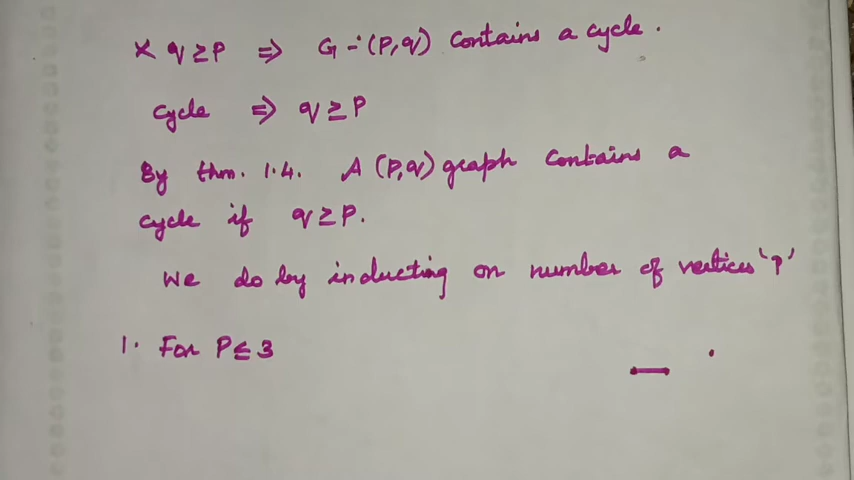 × q ≥ p ⇒ G - (p,q) contains a cycle.
cycle ⇒ q ≥ p
By thm. 1.4. A (p,q) graph contains a
cycle if q ≥ p.
We do by inducting on number of vertices 'p'
1. For p ≤ 3